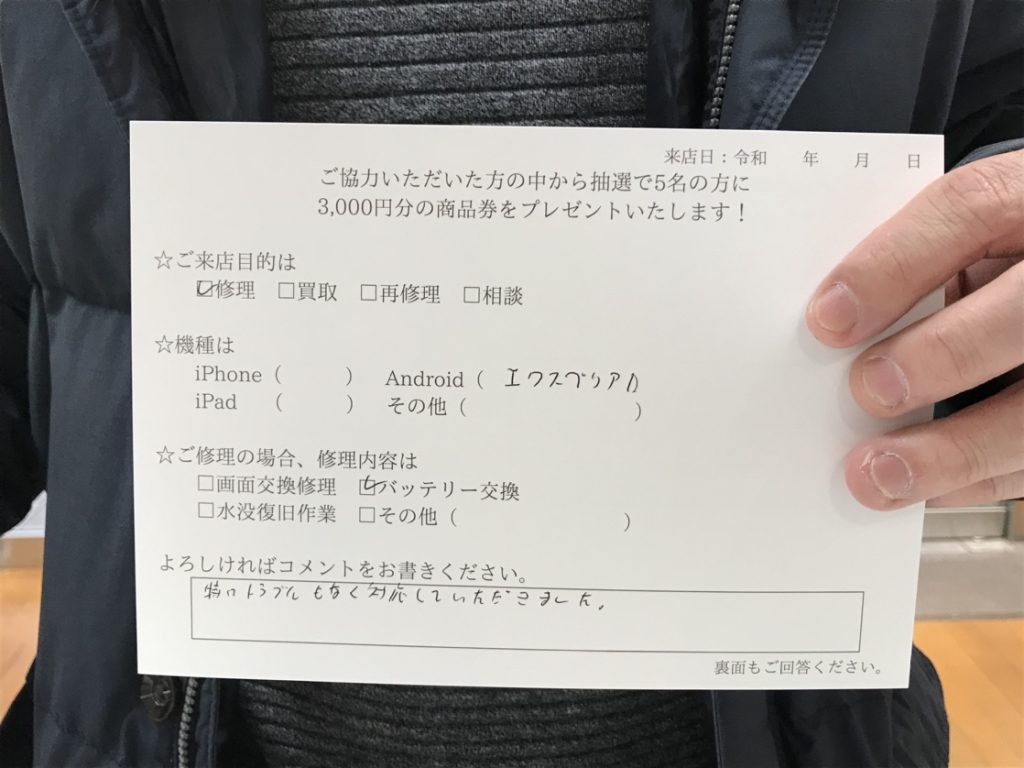 来店日：令和　　年　　月　　日
ご協力いただいた方の中から抽選で5名の方に
3,000円分の商品券をプレゼントいたします！
☆ご来店目的は
☑修理　□買取　□再修理　□相談
☆機種は
iPhone（　　　）　Android（　エクスペリア　）
iPad　（　　　）　その他（　　　　　　　　）
☆ご修理の場合、修理内容は
□画面交換修理　☑バッテリー交換
□水没復旧作業　□その他（　　　　　　　　）
よろしければコメントをお書きください。
特にトラブルもなく対応していただきました。
裏面もご回答ください。